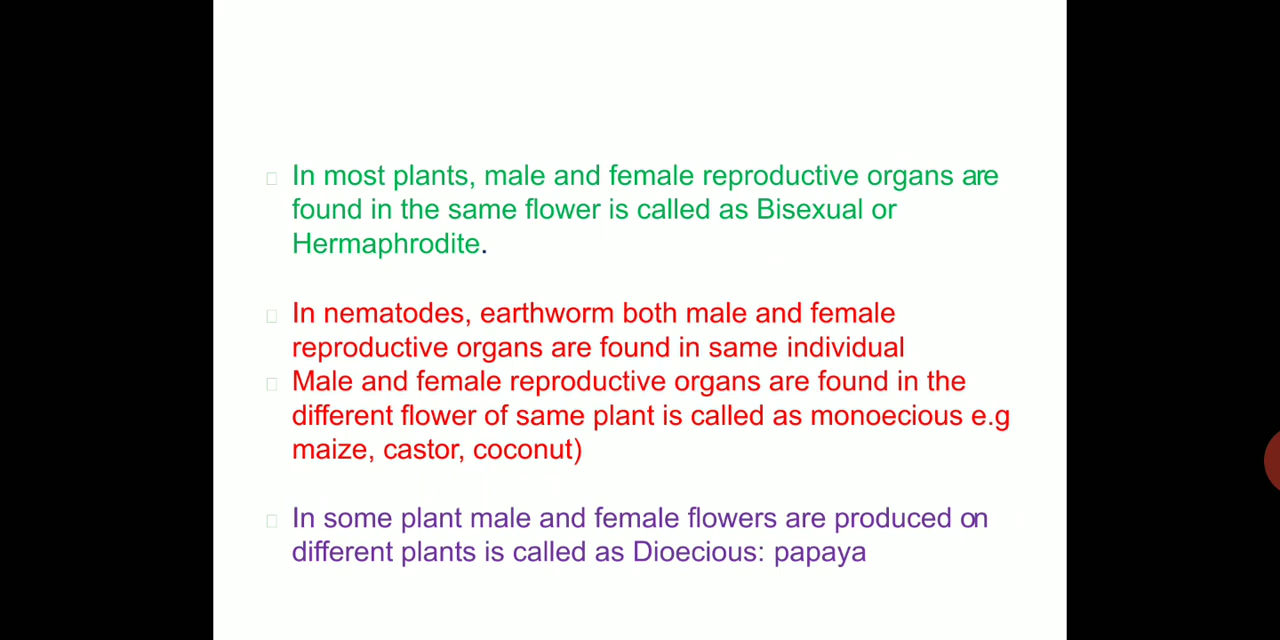 In most plants, male and female reproductive organs are
found in the same flower is called as Bisexual or
Hermaphrodite.
In nematodes, earthworm both male and female
reproductive organs are found in same individual
Male and female reproductive organs are found in the
different flower of same plant is called as monoecious e.g
maize, castor, coconut)
In some plant male and female flowers are produced on
different plants is called as Dioecious: papaya